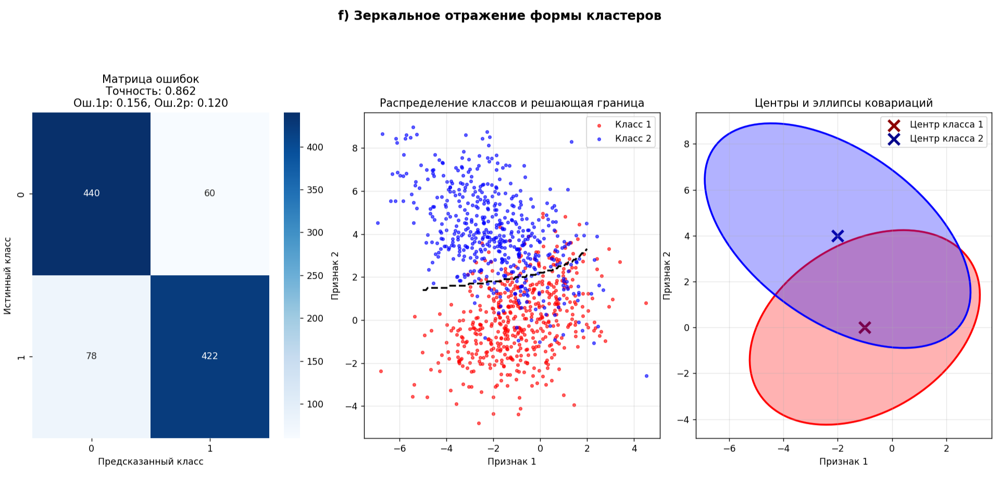 f) Зеркальное отражение формы кластеров
Матрица ошибок
Точность: 0.862
Ош.1р: 0.156, Ош.2р: 0.120
440
60
78
422
0
1
0
1
Истинный класс
Предсказанный класс
400
350
300
250
200
150
100
Распределение классов и решающая граница
Класс 1
Класс 2
8
6
4
2
0
−2
−4
−6
−4
−2
0
2
4
Признак 2
Признак 1
Центры и эллипсы ковариаций
Центр класса 1
Центр класса 2
8
6
4
2
0
−2
−4
−6
−4
−2
0
2
Признак 2
Признак 1